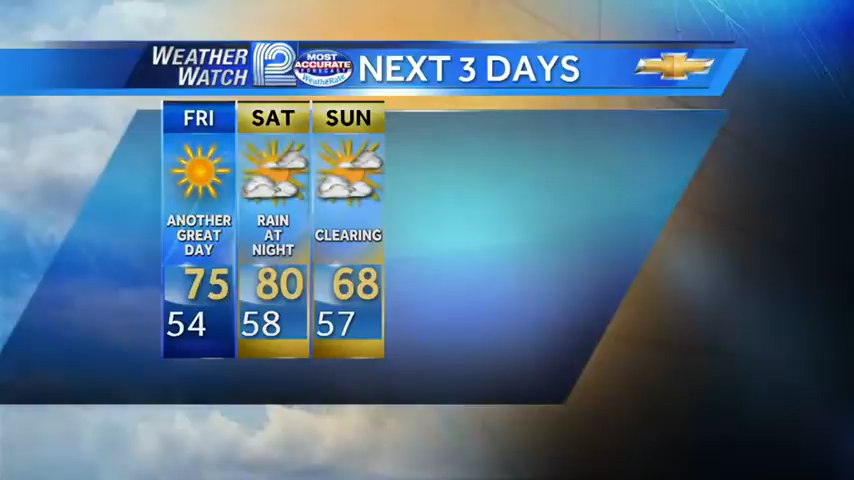 WEATHER
WATCH
12
MOST
ACCURATE
FORECAST
WeatheRate
NEXT 3 DAYS
FRI
SAT
SUN
ANOTHER
GREAT
DAY
RAIN
AT
NIGHT
CLEARING
75
80
68
54
58
57